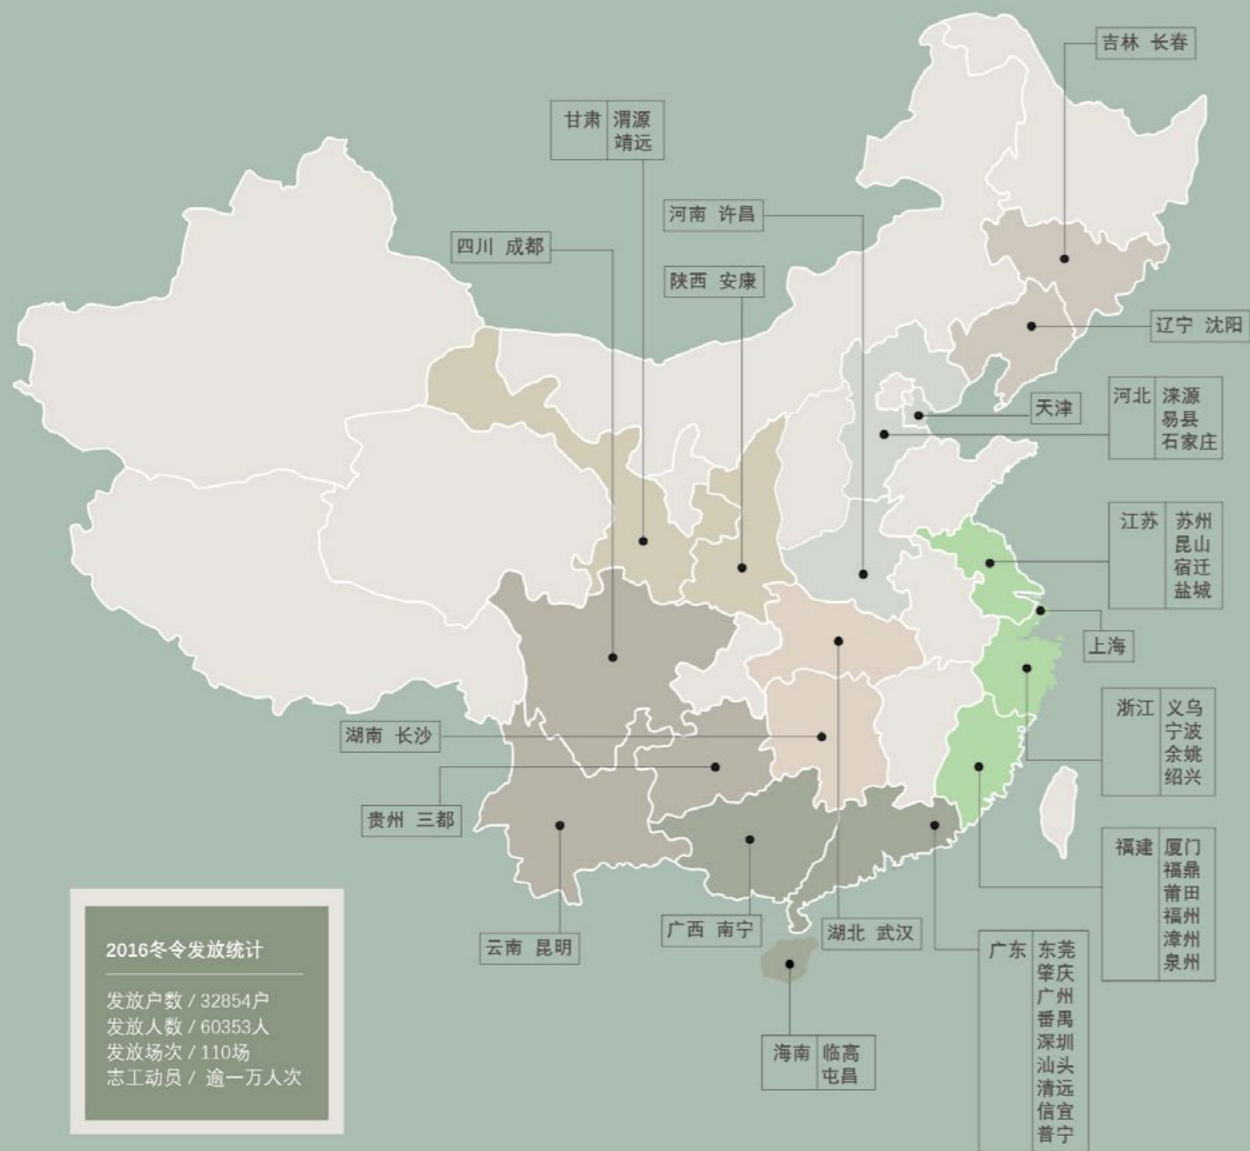 吉林 长春
甘肃 渭源
靖远
河南 许昌
四川 成都
陕西 安康
辽宁 沈阳
天津
河北 涞源
易县
石家庄
江苏 苏州
昆山
宿迁
盐城
上海
浙江 义乌
宁波
余姚
绍兴
湖南 长沙
贵州 三都
福建 厦门
福鼎
莆田
福州
漳州
泉州
云南 昆明
广西 南宁
湖北 武汉
广东 东莞
肇庆
广州
番禺
深圳
汕头
清远
信宜
普宁
海南 临高
屯昌
2016冬令发放统计
发放户数 / 32854户
发放人数 / 60353人
发放场次 / 110场
志工动员 / 逾一万人次